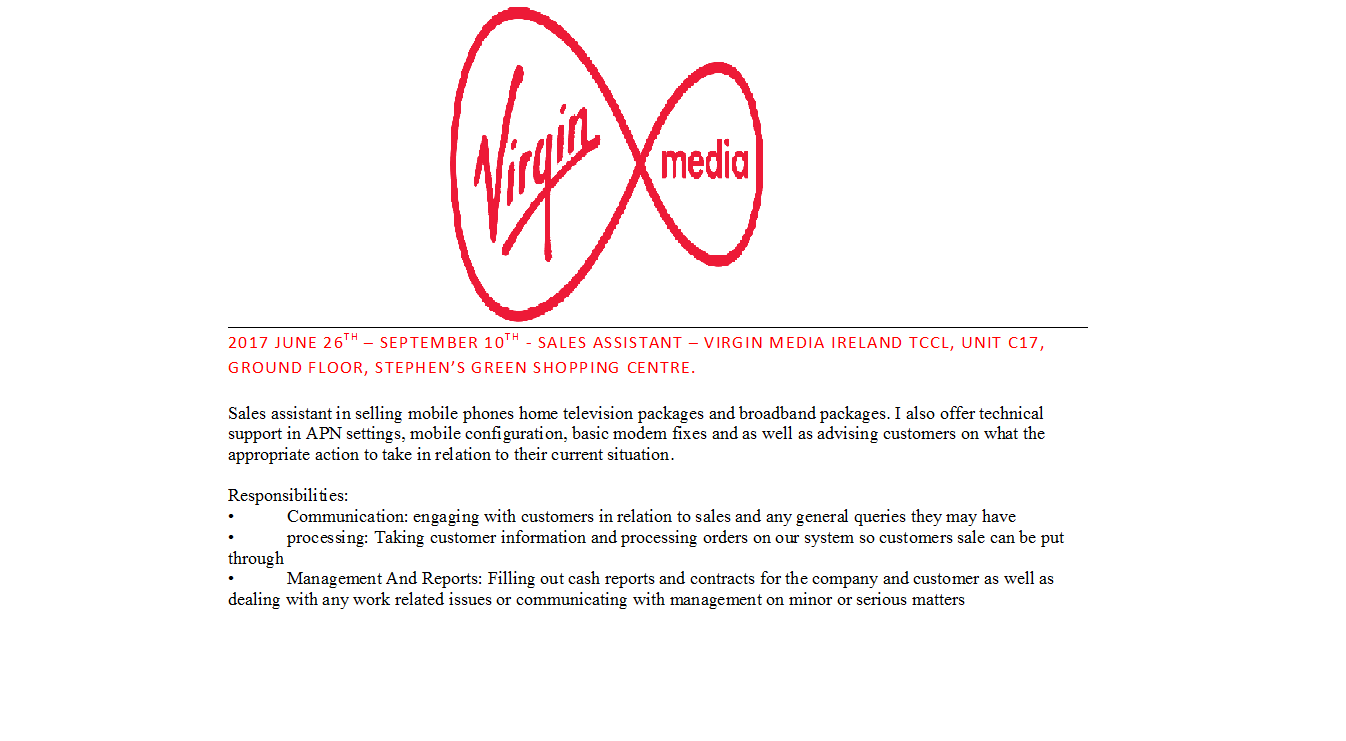 Virgin media
2017 JUNE 26TH – SEPTEMBER 10TH - SALES ASSISTANT – VIRGIN MEDIA IRELAND TCCL, UNIT C17,
GROUND FLOOR, STEPHEN’S GREEN SHOPPING CENTRE.
Sales assistant in selling mobile phones home television packages and broadband packages. I also offer technical
support in APN settings, mobile configuration, basic modem fixes and as well as advising customers on what the
appropriate action to take in relation to their current situation.
Responsibilities:
• Communication: engaging with customers in relation to sales and any general queries they may have
• processing: Taking customer information and processing orders on our system so customers sale can be put
through
• Management And Reports: Filling out cash reports and contracts for the company and customer as well as
dealing with any work related issues or communicating with management on minor or serious matters